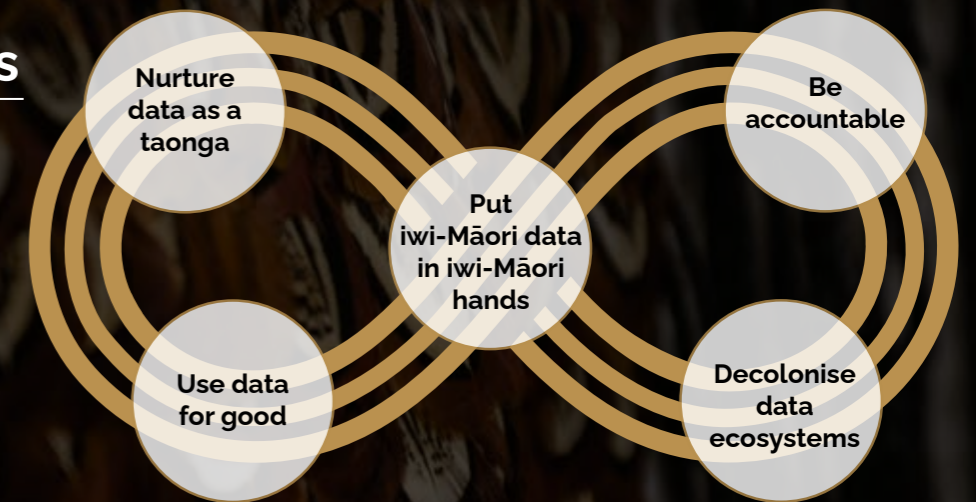 s
Nurture
data as a
taonga
Be
accountable
Put
iwi-Māori data
in iwi-Māori
hands
Use data
for good
Decolonise
data
ecosystems